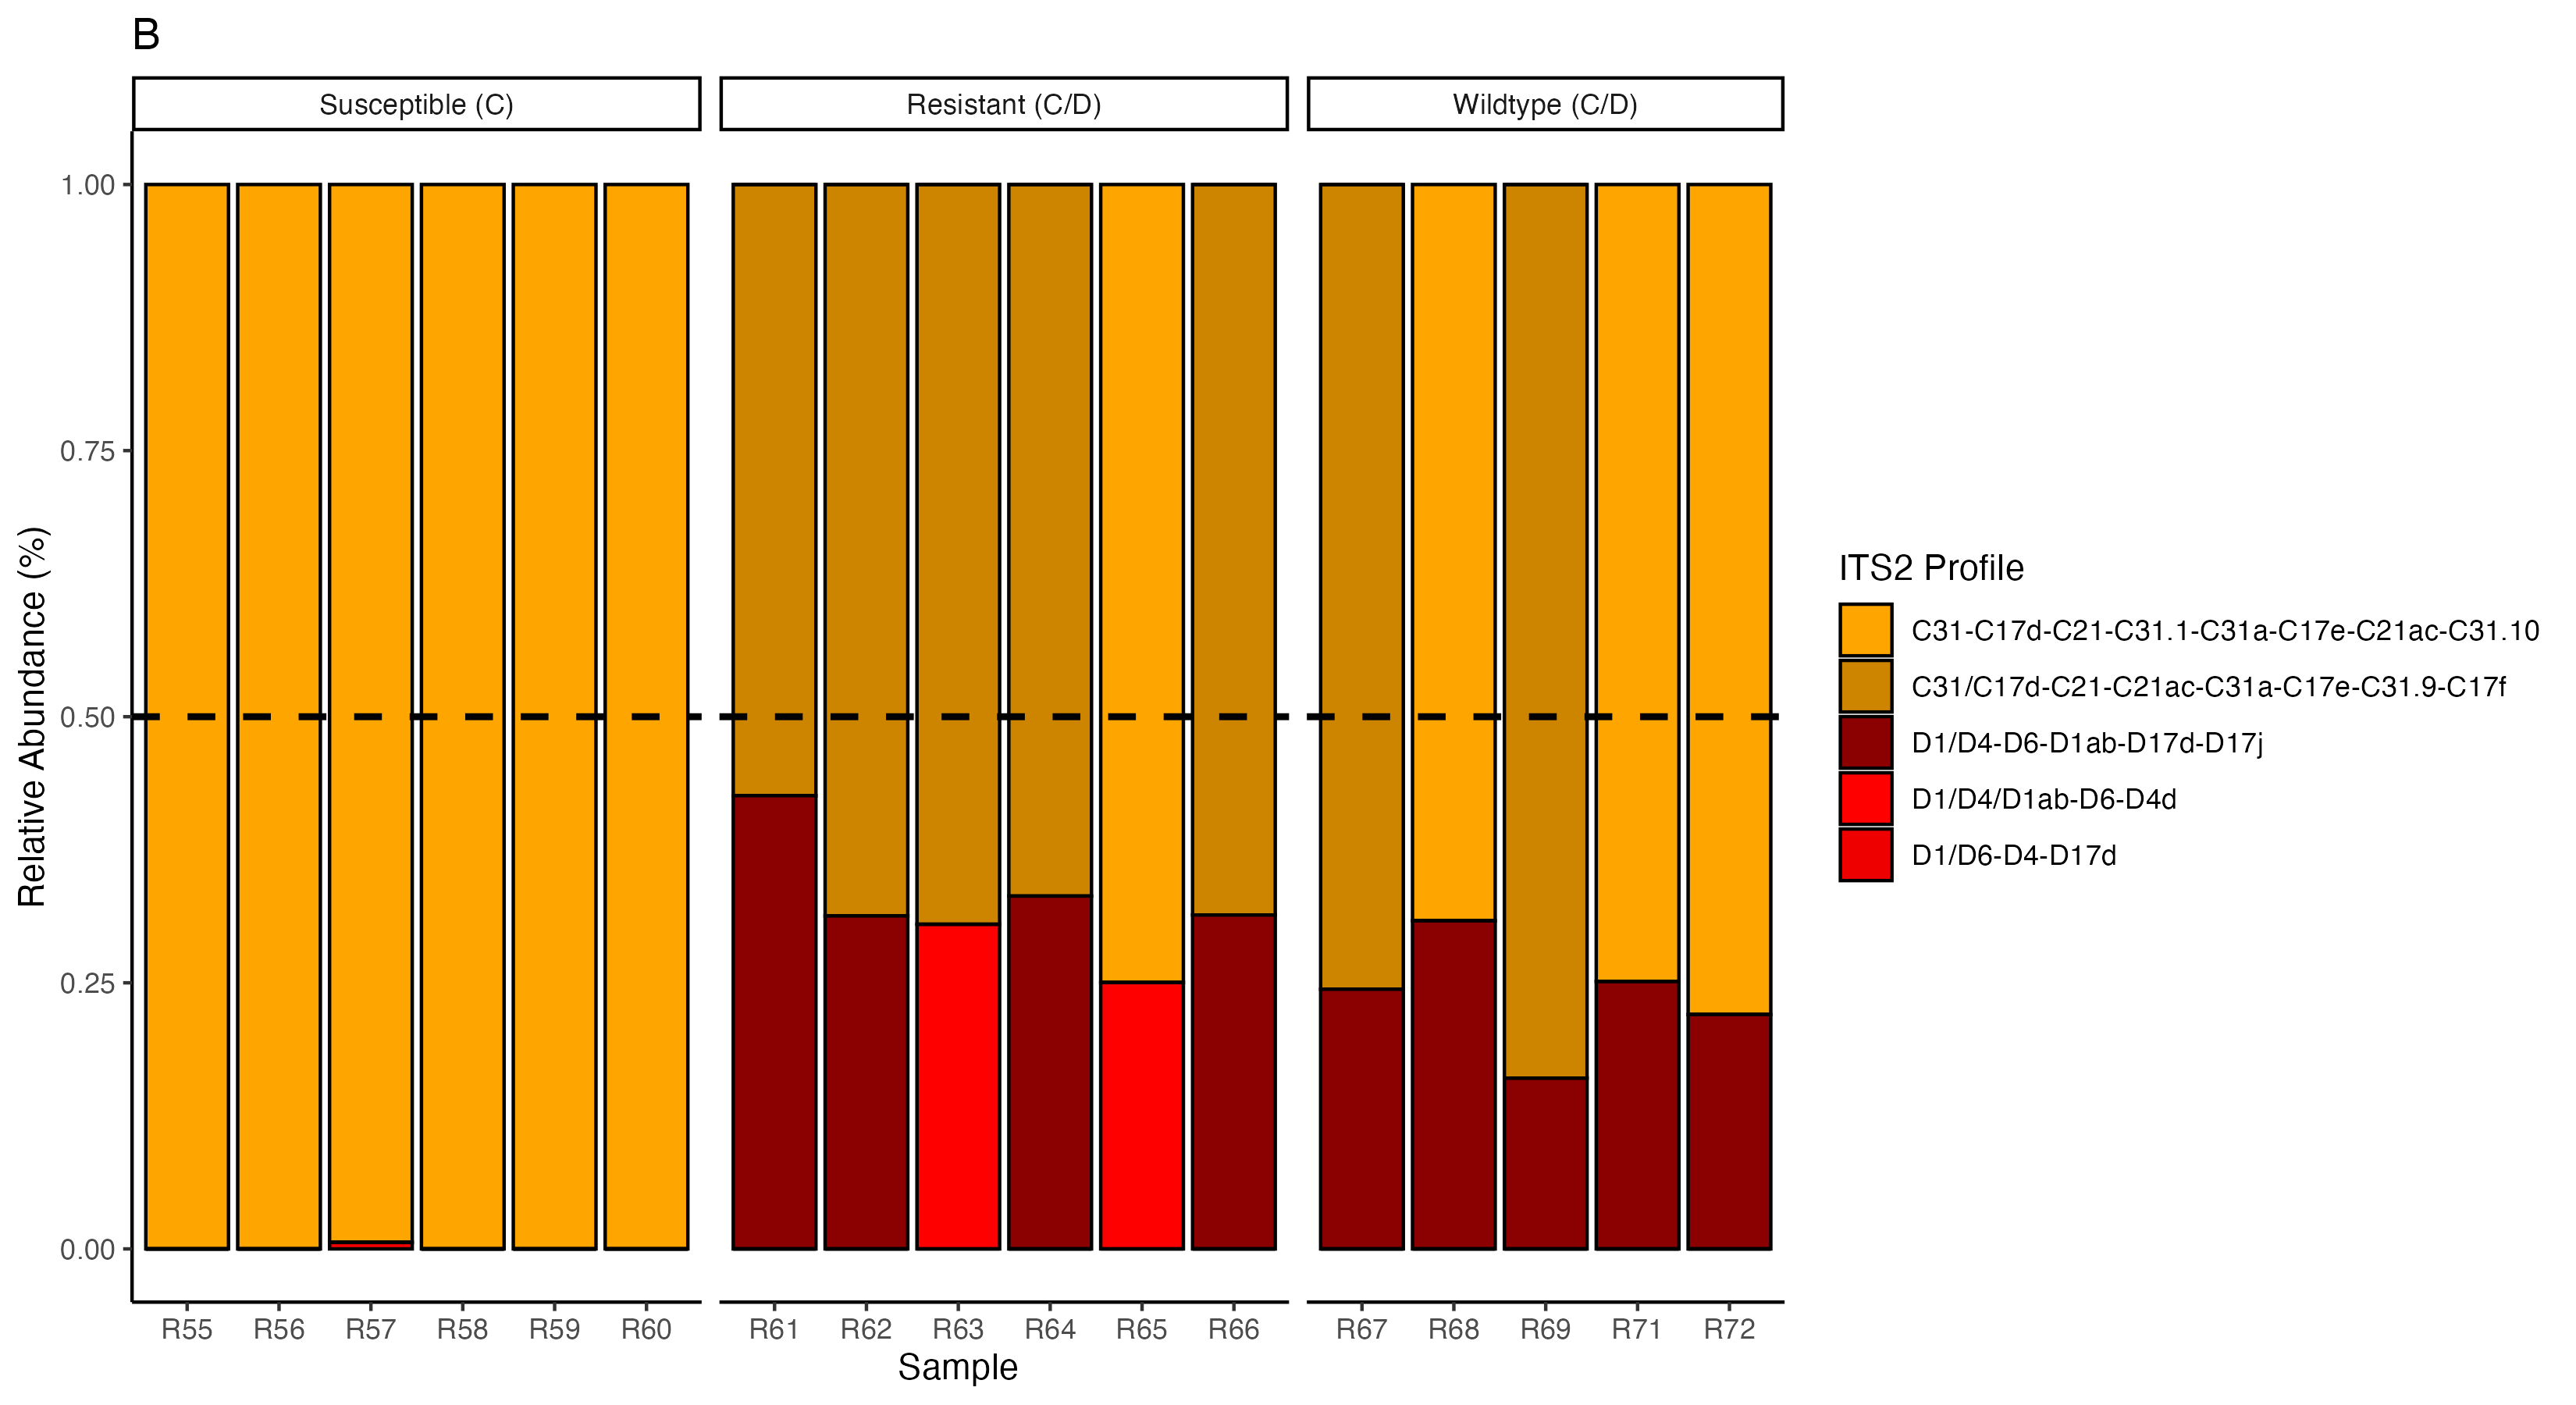 B
Susceptible (C) Resistant (C/D) Wildtype (C/D)
Relative Abundance (%)
1.00
0.75
0.50
0.25
0.00
R55 R56 R57 R58 R59 R60 R61 R62 R63 R64 R65 R66 R67 R68 R69 R71 R72
Sample
ITS2 Profile
C31-C17d-C21-C31.1-C31a-C17e-C21ac-C31.10
C31/C17d-C21-C21ac-C31a-C17e-C31.9-C17f
D1/D4-D6-D1ab-D17d-D17j
D1/D4/D1ab-D6-D4d
D1/D6-D4-D17d